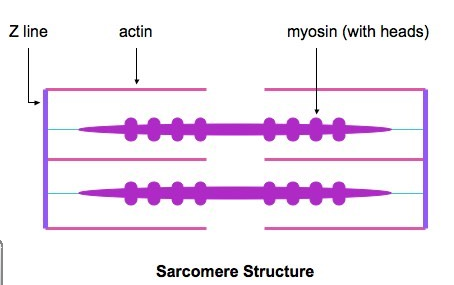 Z line
actin
myosin (with heads)
Sarcomere Structure